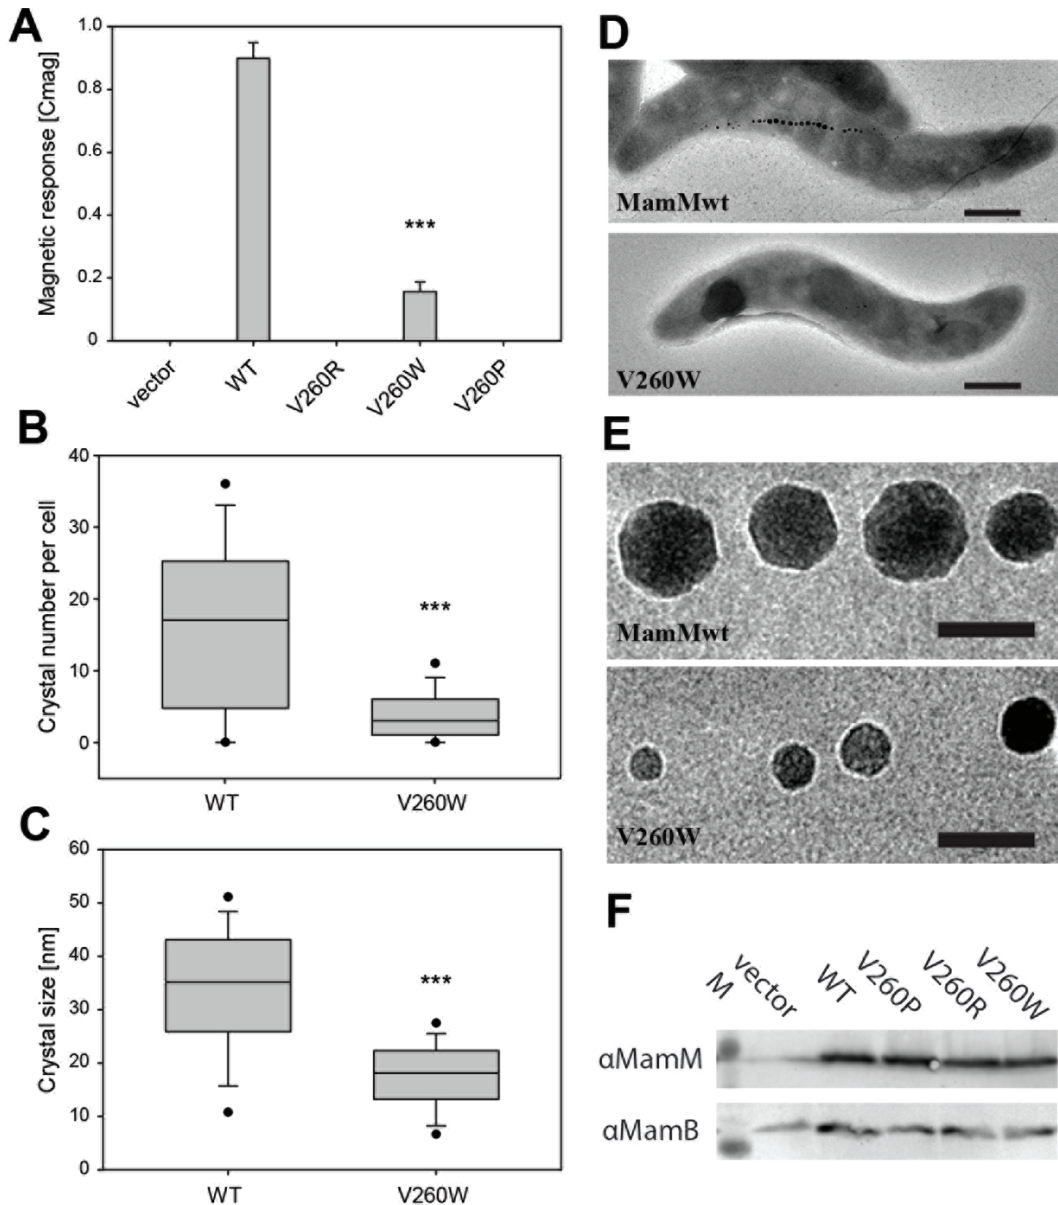 A
Magnetic response [Cmag]
1.0
0.8
0.6
0.4
0.2
0
***
vector
WT
V260R
V260W
V260P
B
Crystal number per cell
40
30
20
10
0
***
WT
V260W
C
Crystal size [nm]
60
50
40
30
20
10
0
***
WT
V260W
D
MamMwt
V260W
E
MamMwt
V260W
F
M
vector
WT
V260P
V260R
V260W
αMamM
αMamB